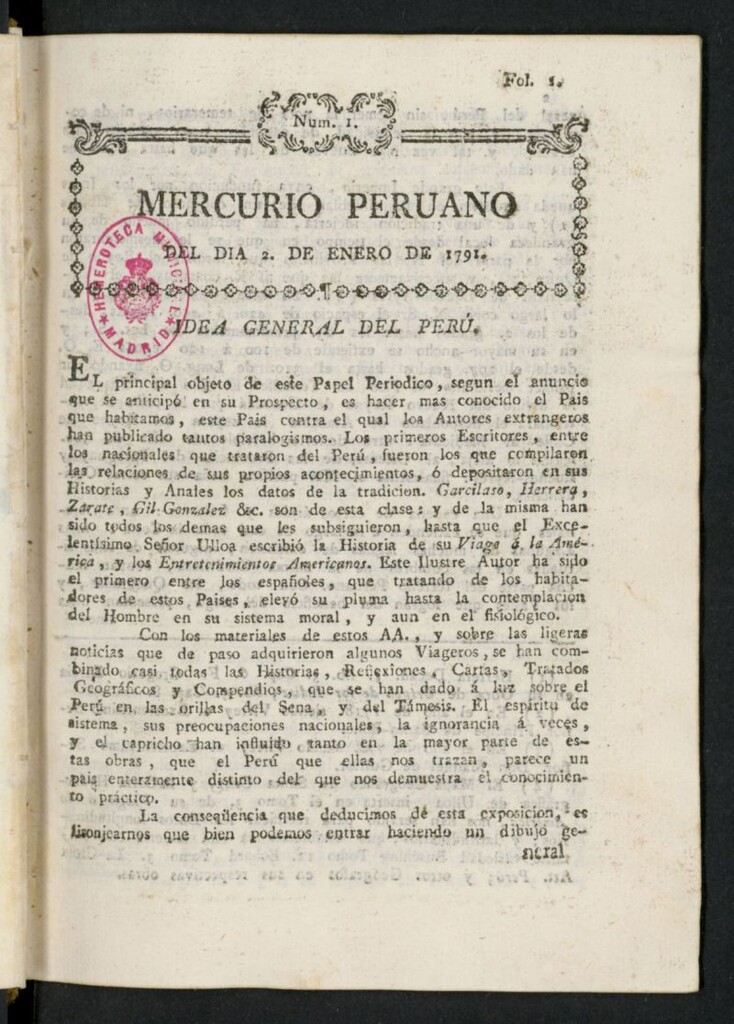 Fol. 1.
Num. 1.
MERCURIO PERUANO
DEL DIA 2. DE ENERO DE 1791.
HEMEROTECA MUNICIPAL
★ MADRID ★
IDEA GENERAL DEL PERÚ.
EL principal objeto de este Papel Periodico, segun el anuncio
que se anticipó en su Prospecto, es hacer mas conocido el Pais
que habitamos, este Pais contra el qual los Autores extrangeros
han publicado tantos paralogismos. Los primeros Escritores, entre
los nacionales que trataron del Perú, fueron los que compilaron
las relaciones de sus propios acontecimientos, ó depositaron en sus
Historias y Anales los datos de la tradicion. Garcilaso, Herrera,
Zarate, Gil Gonzalez &c. son de esta clase: y de la misma han
sido todos los demas que les subsiguieron, hasta que el Exce-
lentísimo Señor Ulloa escribió la Historia de su Viage á la Amé-
rica, y los Entretenimientos Americanos. Este Ilustre Autor ha sido
el primero entre los españoles, que tratando de los habita-
dores de estos Paises, elevó su pluma hasta la contemplacion
del Hombre en su sistema moral, y aun en el fisiológico.
Con los materiales de estos AA., y sobre las ligeras
noticias que de paso adquirieron algunos Viageros, se han com-
binado casi todas las Historias, Reflexiones, Cartas, Tratados
Geográficos y Compendios, que se han dado á luz sobre el
Perú en las orillas del Sena, y del Támesis. El espíritu de
sistema, sus preocupaciones nacionales, la ignorancia á veces,
y el capricho han influido tanto en la mayor parte de es-
tas obras, que el Perú que ellas nos trazan, parece un
pais enteramente distinto del que nos demuestra el conocimien-
to práctico.
La conseqüencia que deducimos de esta exposicion, es
lisonjearnos que bien podemos entrar haciendo un dibujo ge-
neral